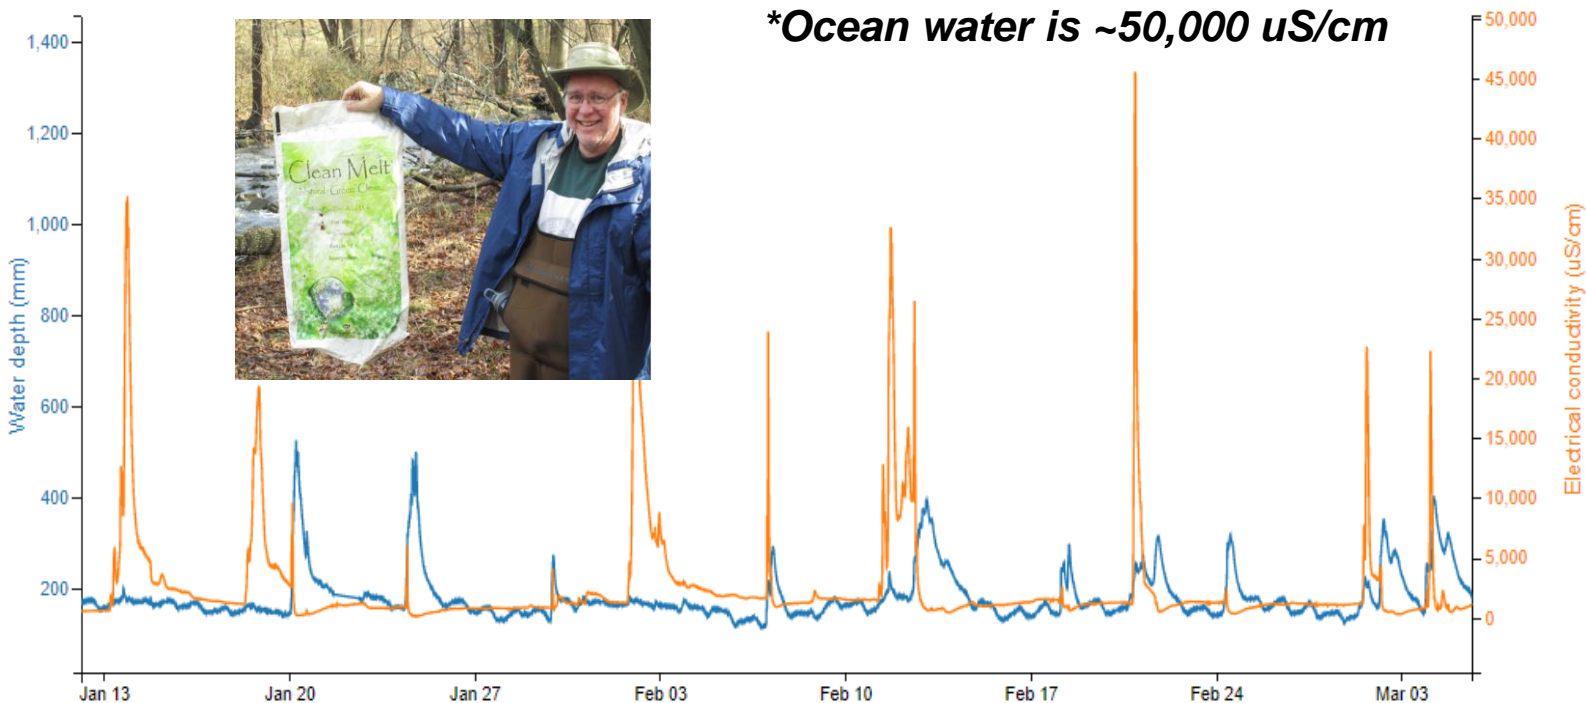 *Ocean water is ~50,000 uS/cm
1,400
1,200
1,000
800
600
400
200
Water depth (mm)
Clean Melt
50,000
45,000
40,000
35,000
30,000
25,000
20,000
15,000
10,000
5,000
0
Electrical conductivity (uS/cm)
Jan 13
Jan 20
Jan 27
Feb 03
Feb 10
Feb 17
Feb 24
Mar 03